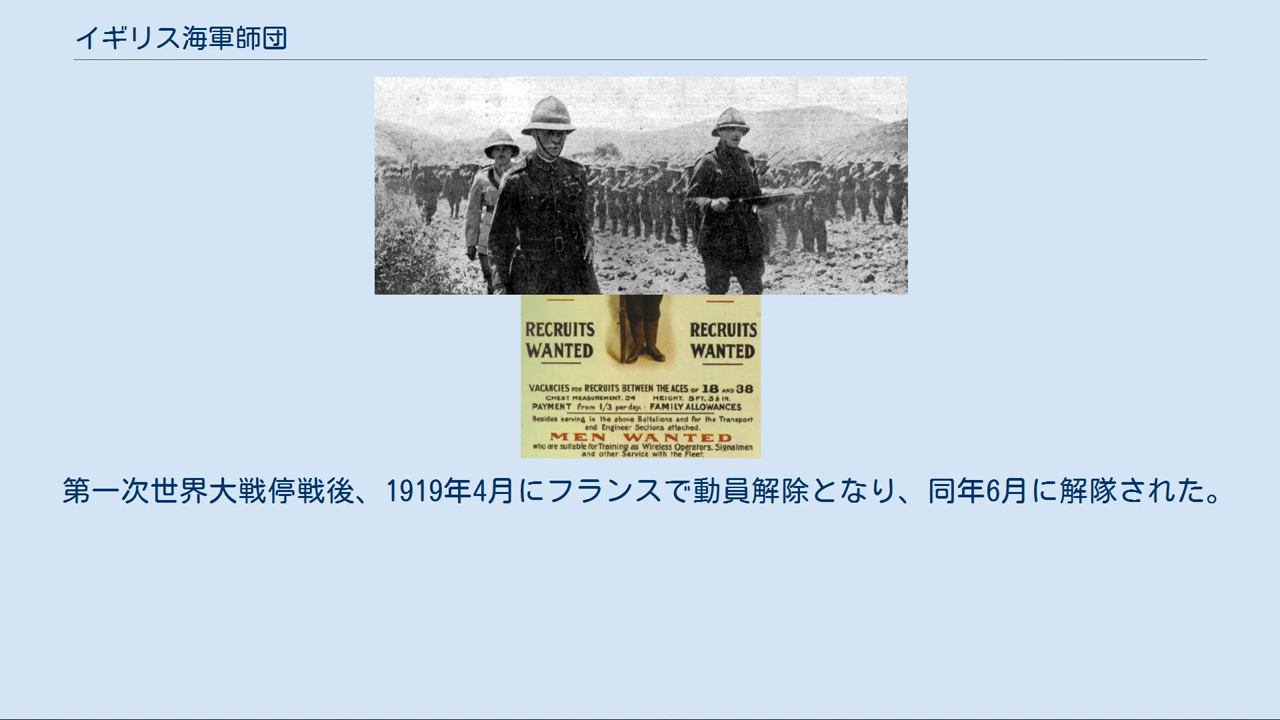 イギリス海軍師団
RECRUITS WANTED
RECRUITS WANTED
VACANCIES FOR RECRUITS BETWEEN THE AGES OF 18 AND 38
CHEST MEASUREMENT, 34 HEIGHT, 5 FT. 3½ IN.
PAYMENT From 1/3 per day. FAMILY ALLOWANCES
Besides serving in the above Battalions and for the Transport
and Engineer Sections attached.
MEN WANTED
who are suitable for Training as Wireless Operators, Signalmen
and other Service with the Fleet.
第一次世界大戦停戦後、1919年4月にフランスで動員解除となり、同年6月に解隊された。